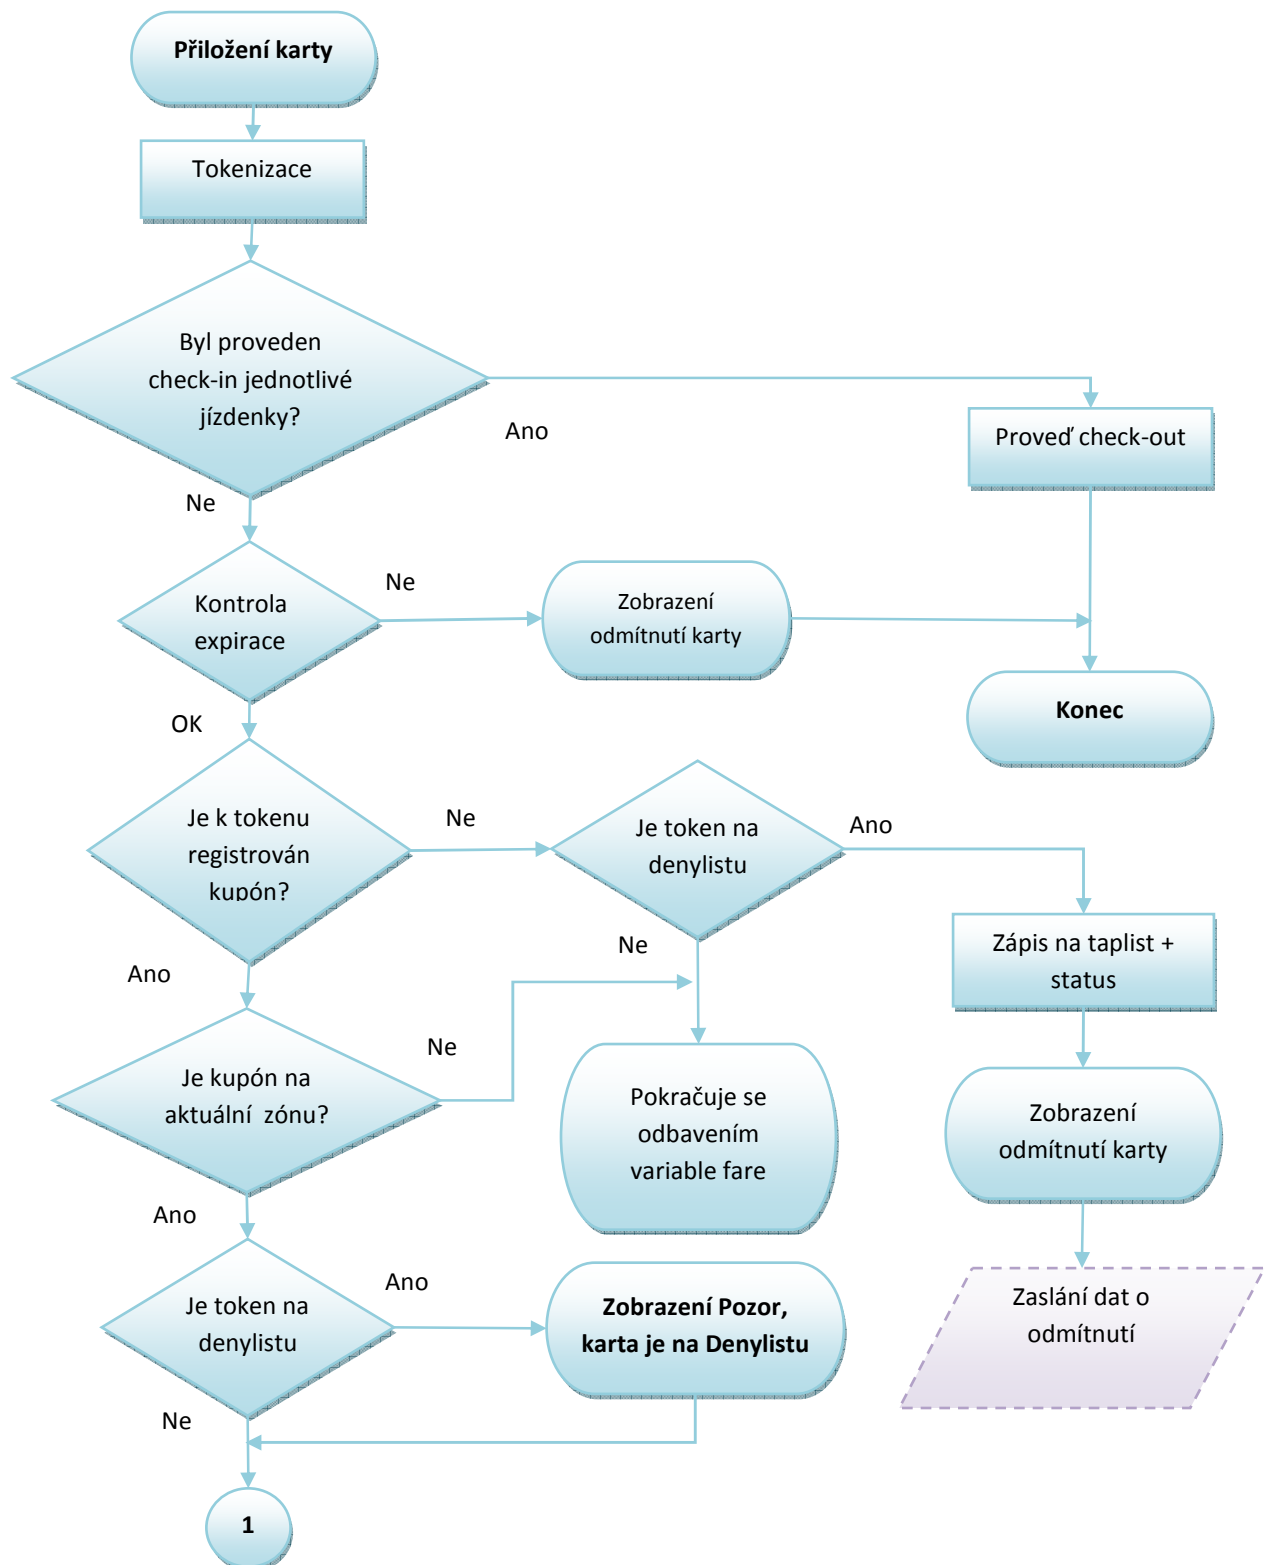 Přiložení karty
Tokenizace
Byl proveden
check-in jednotlivé
jízdenky?
Ano
Proveď check-out
Ne
Kontrola
expirace
Ne
Zobrazení
odmítnutí karty
Konec
OK
Je k tokenu
registrován
kupón?
Ne
Je token na
denylistu
Ano
Zápis na taplist +
status
Ne
Ano
Je kupón na
aktuální zónu?
Ne
Pokračuje se
odbavením
variable fare
Zobrazení
odmítnutí karty
Ano
Je token na
denylistu
Ano
Zobrazení Pozor,
karta je na Denylistu
Zaslání dat o
odmítnutí
Ne
1